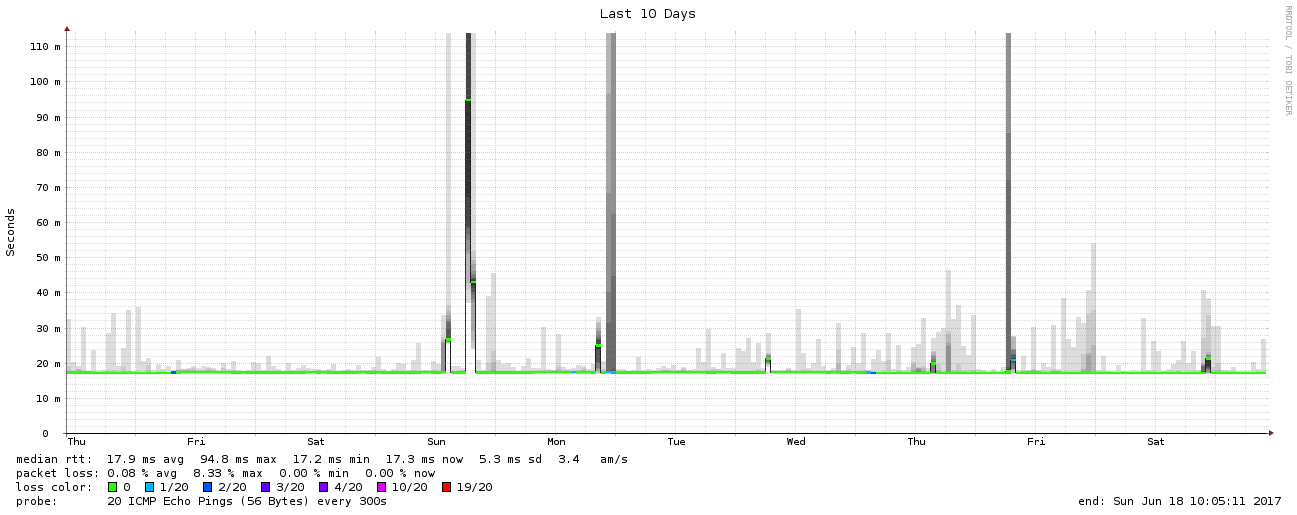 Last 10 Days
RRDTOOL / TOBI OETIKER
Seconds
110 m
100 m
90 m
80 m
70 m
60 m
50 m
40 m
30 m
20 m
10 m
0
Thu Fri Sat Sun Mon Tue Wed Thu Fri Sat
median rtt: 17.9 ms avg 94.8 ms max 17.2 ms min 17.3 ms now 5.3 ms sd 3.4 am/s
packet loss: 0.08 % avg 8.33 % max 0.00 % min 0.00 % now
loss color: 0 1/20 2/20 3/20 4/20 10/20 19/20
probe: 20 ICMP Echo Pings (56 Bytes) every 300s end: Sun Jun 18 10:05:11 2017